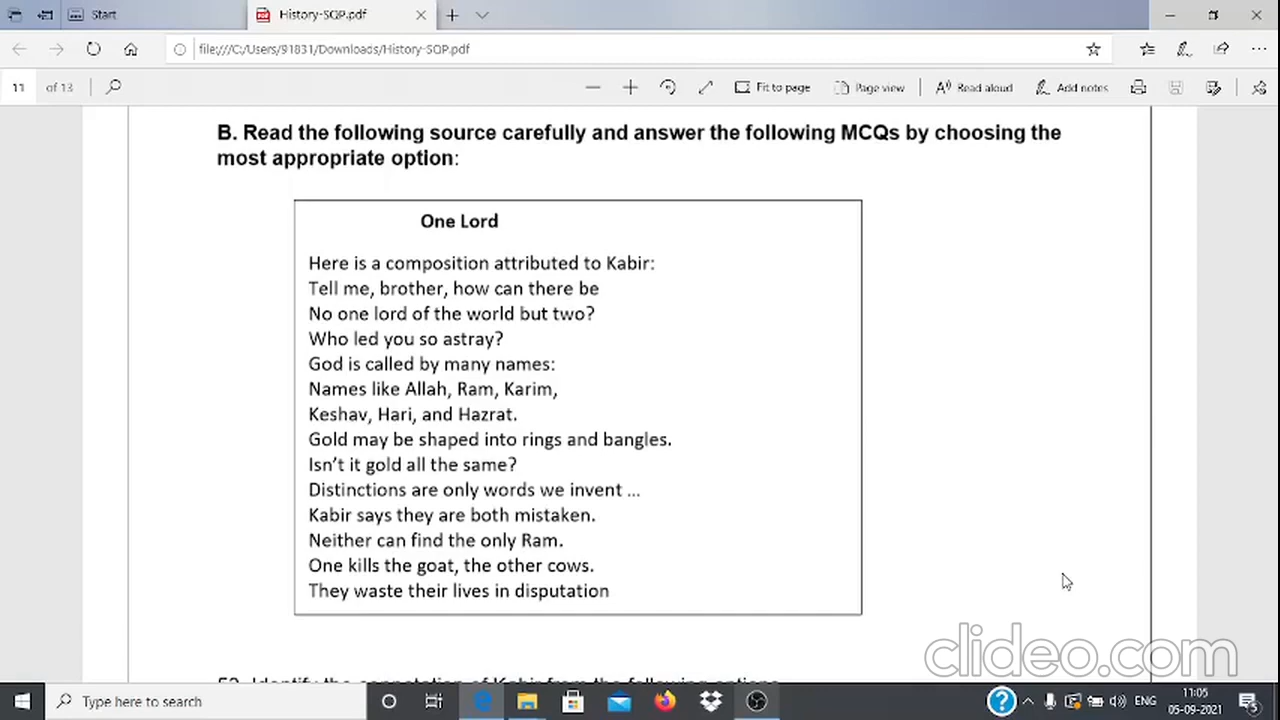 Start
History-SQP.pdf
file:///C:/Users/91831/Downloads/History-SQP.pdf
11 of 13
Fit to page
Page view
Read aloud
Add notes
B. Read the following source carefully and answer the following MCQs by choosing the
most appropriate option:
One Lord
Here is a composition attributed to Kabir:
Tell me, brother, how can there be
No one lord of the world but two?
Who led you so astray?
God is called by many names:
Names like Allah, Ram, Karim,
Keshav, Hari, and Hazrat.
Gold may be shaped into rings and bangles.
Isn't it gold all the same?
Distinctions are only words we invent ...
Kabir says they are both mistaken.
Neither can find the only Ram.
One kills the goat, the other cows.
They waste their lives in disputation
clideo.com
Type here to search
ENG
11:05
05-09-2021
5